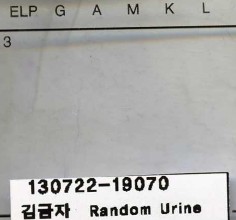 ELP G A M K L
3
130722-19070
김금자 Random Urine